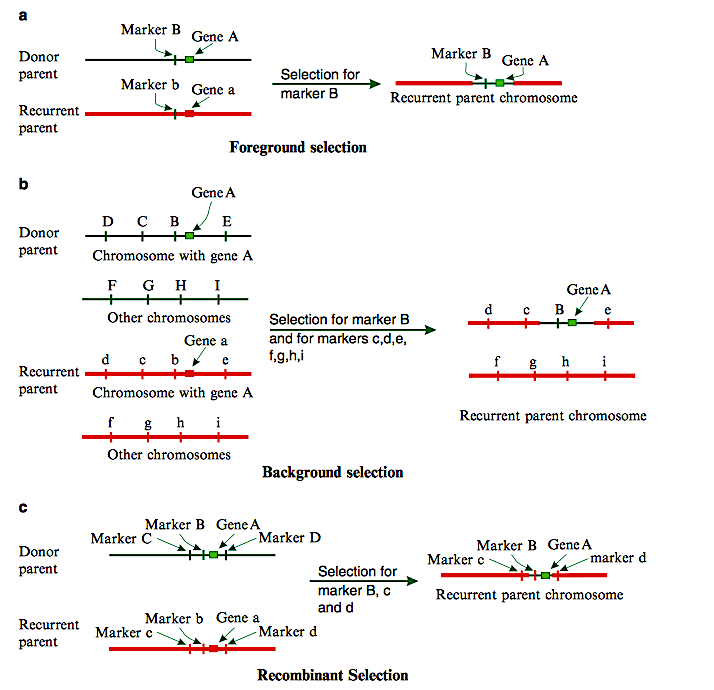 a
Marker B
Gene A
Donor
parent
Marker b
Gene a
Recurrent
parent
Selection for
marker B
Marker B
Gene A
Recurrent parent chromosome
Foreground selection
b
Gene A
Donor
parent
D C B E
Chromosome with gene A
F G H I
Other chromosomes
Gene a
Recurrent
parent
d c b e
Chromosome with gene A
f g h i
Other chromosomes
Selection for marker B
and for markers c,d,e,
f,g,h,i
Gene A
d c B e
f g h i
Recurrent parent chromosome
Background selection
c
Donor
parent
Marker B Gene A
Marker C Marker D
Recurrent
parent
Marker b Gene a
Marker c Marker d
Selection for
marker B, c
and d
Marker B Gene A
Marker c marker d
Recurrent parent chromosome
Recombinant Selection